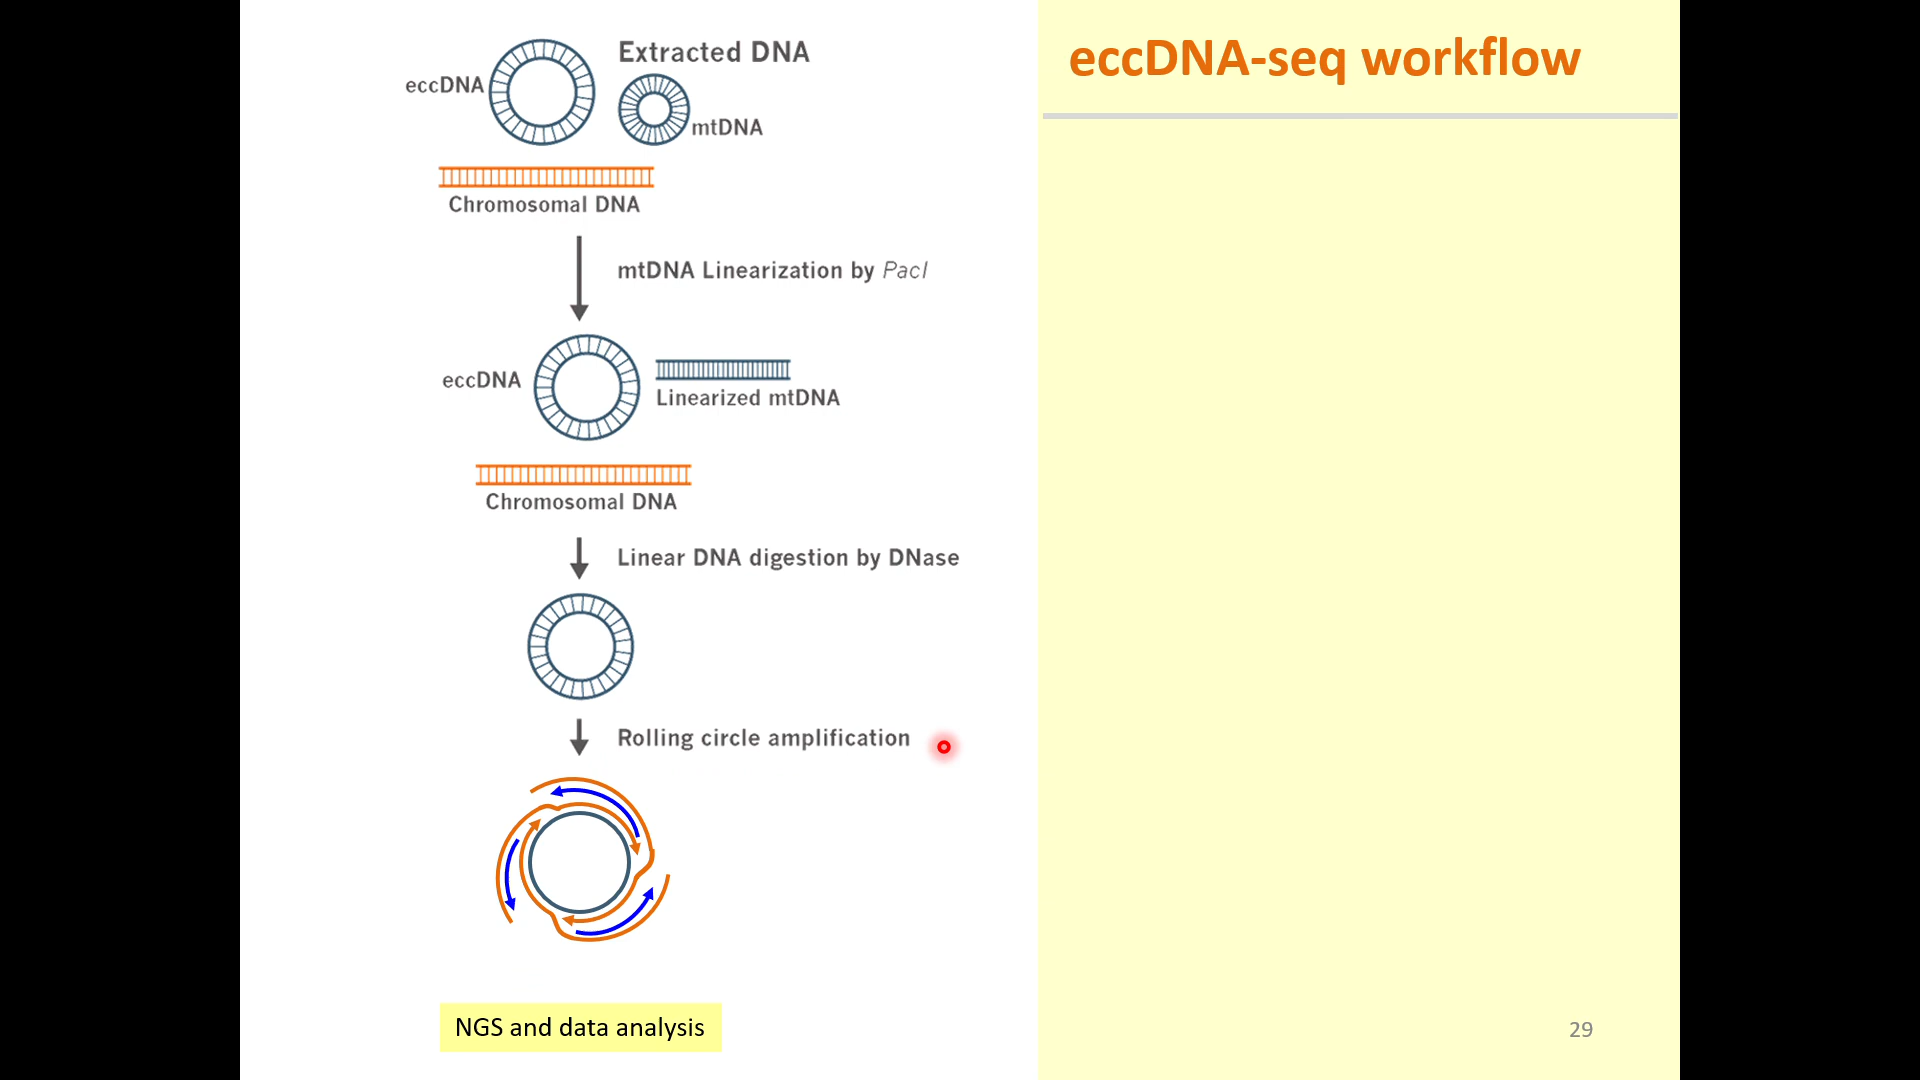 eccDNA-seq workflow
Extracted DNA
eccDNA
mtDNA
Chromosomal DNA
mtDNA Linearization by PacI
eccDNA
Linearized mtDNA
Chromosomal DNA
Linear DNA digestion by DNase
Rolling circle amplification
NGS and data analysis
29